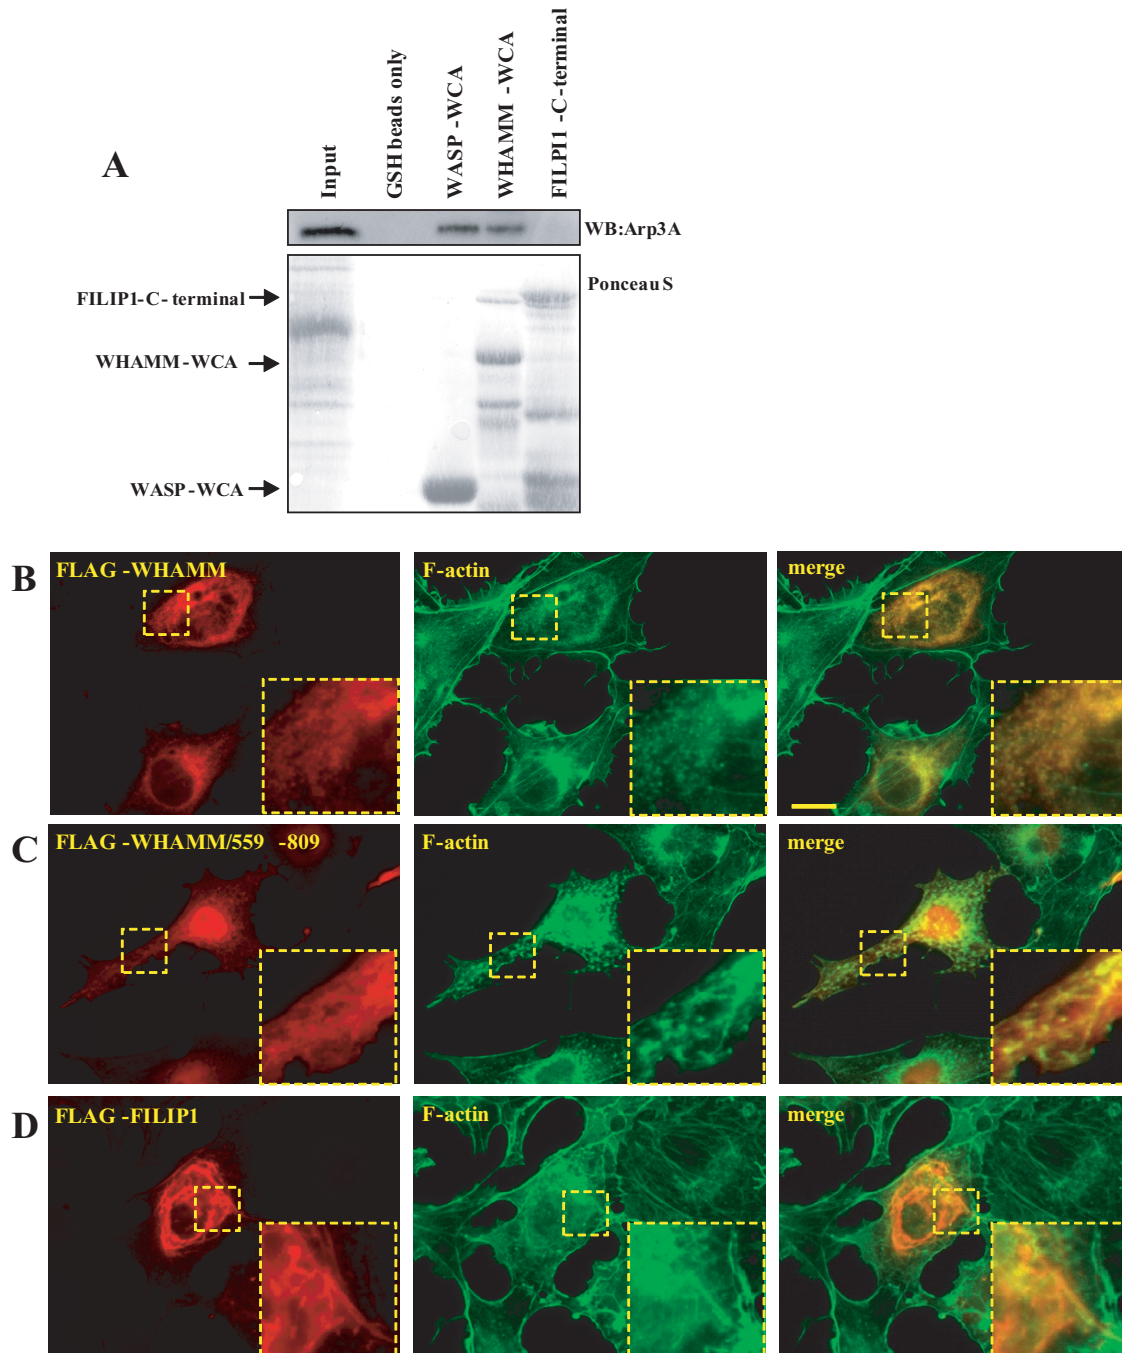 A
Input
GSH beads only
WASP -WCA
WHAMM -WCA
FILPI1 -C-terminal
WB:Arp3A
Ponceau S
FILIP1-C- terminal
WHAMM -WCA
WASP -WCA
B
FLAG -WHAMM
F-actin
merge
C
FLAG -WHAMM/559 -809
F-actin
merge
D
FLAG -FILIP1
F-actin
merge